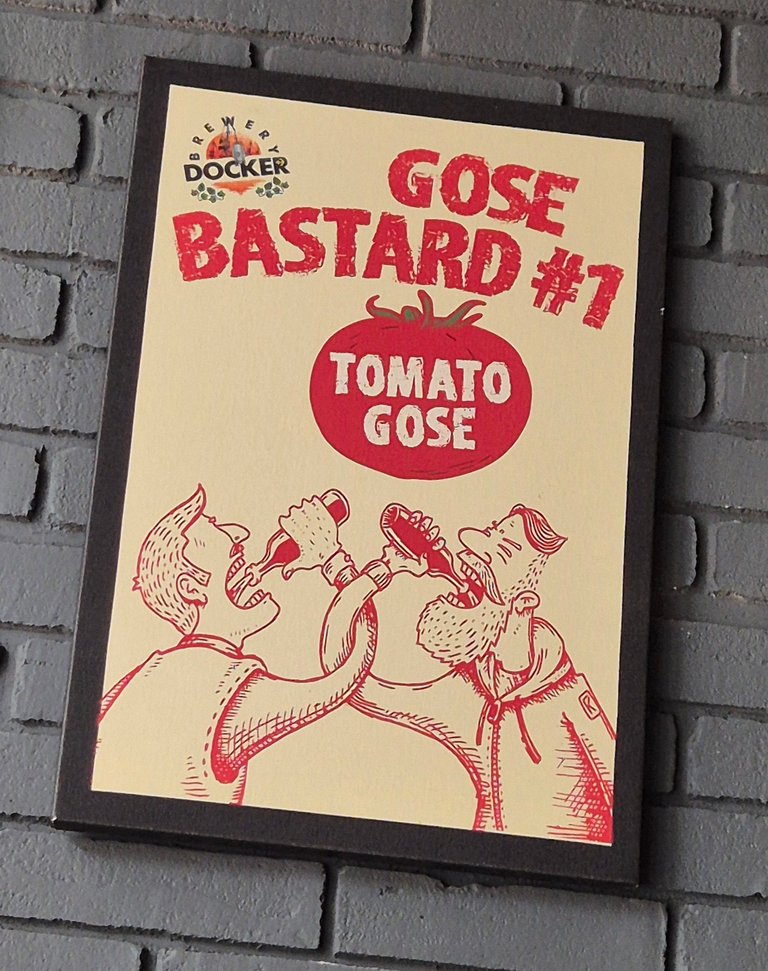 BREWERY
DOCKER
GOSE
BASTARD #1
TOMATO
GOSE